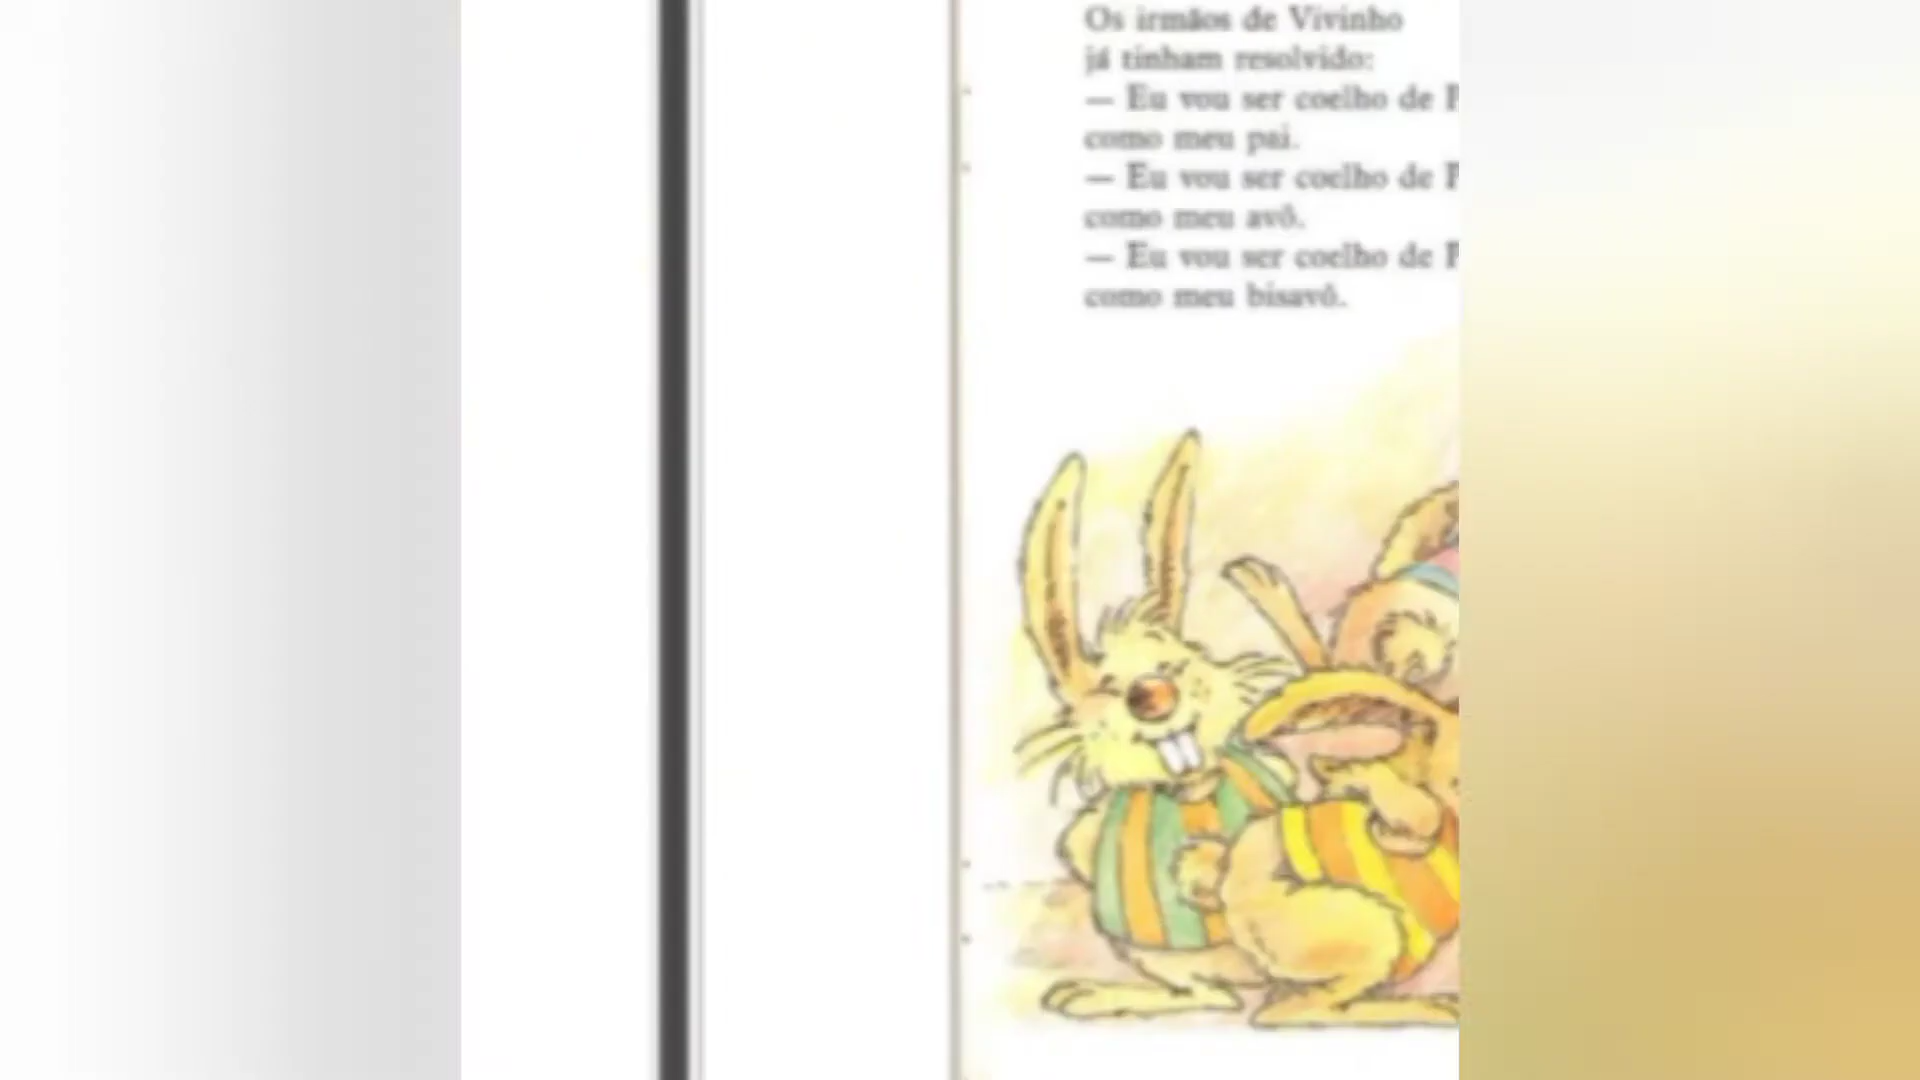 Os irmãos de Vivinho
já tinham resolvido:
— Eu vou ser coelho de
como meu pai.
— Eu vou ser coelho de
como meu avô.
— Eu vou ser coelho de
como meu bisavô.